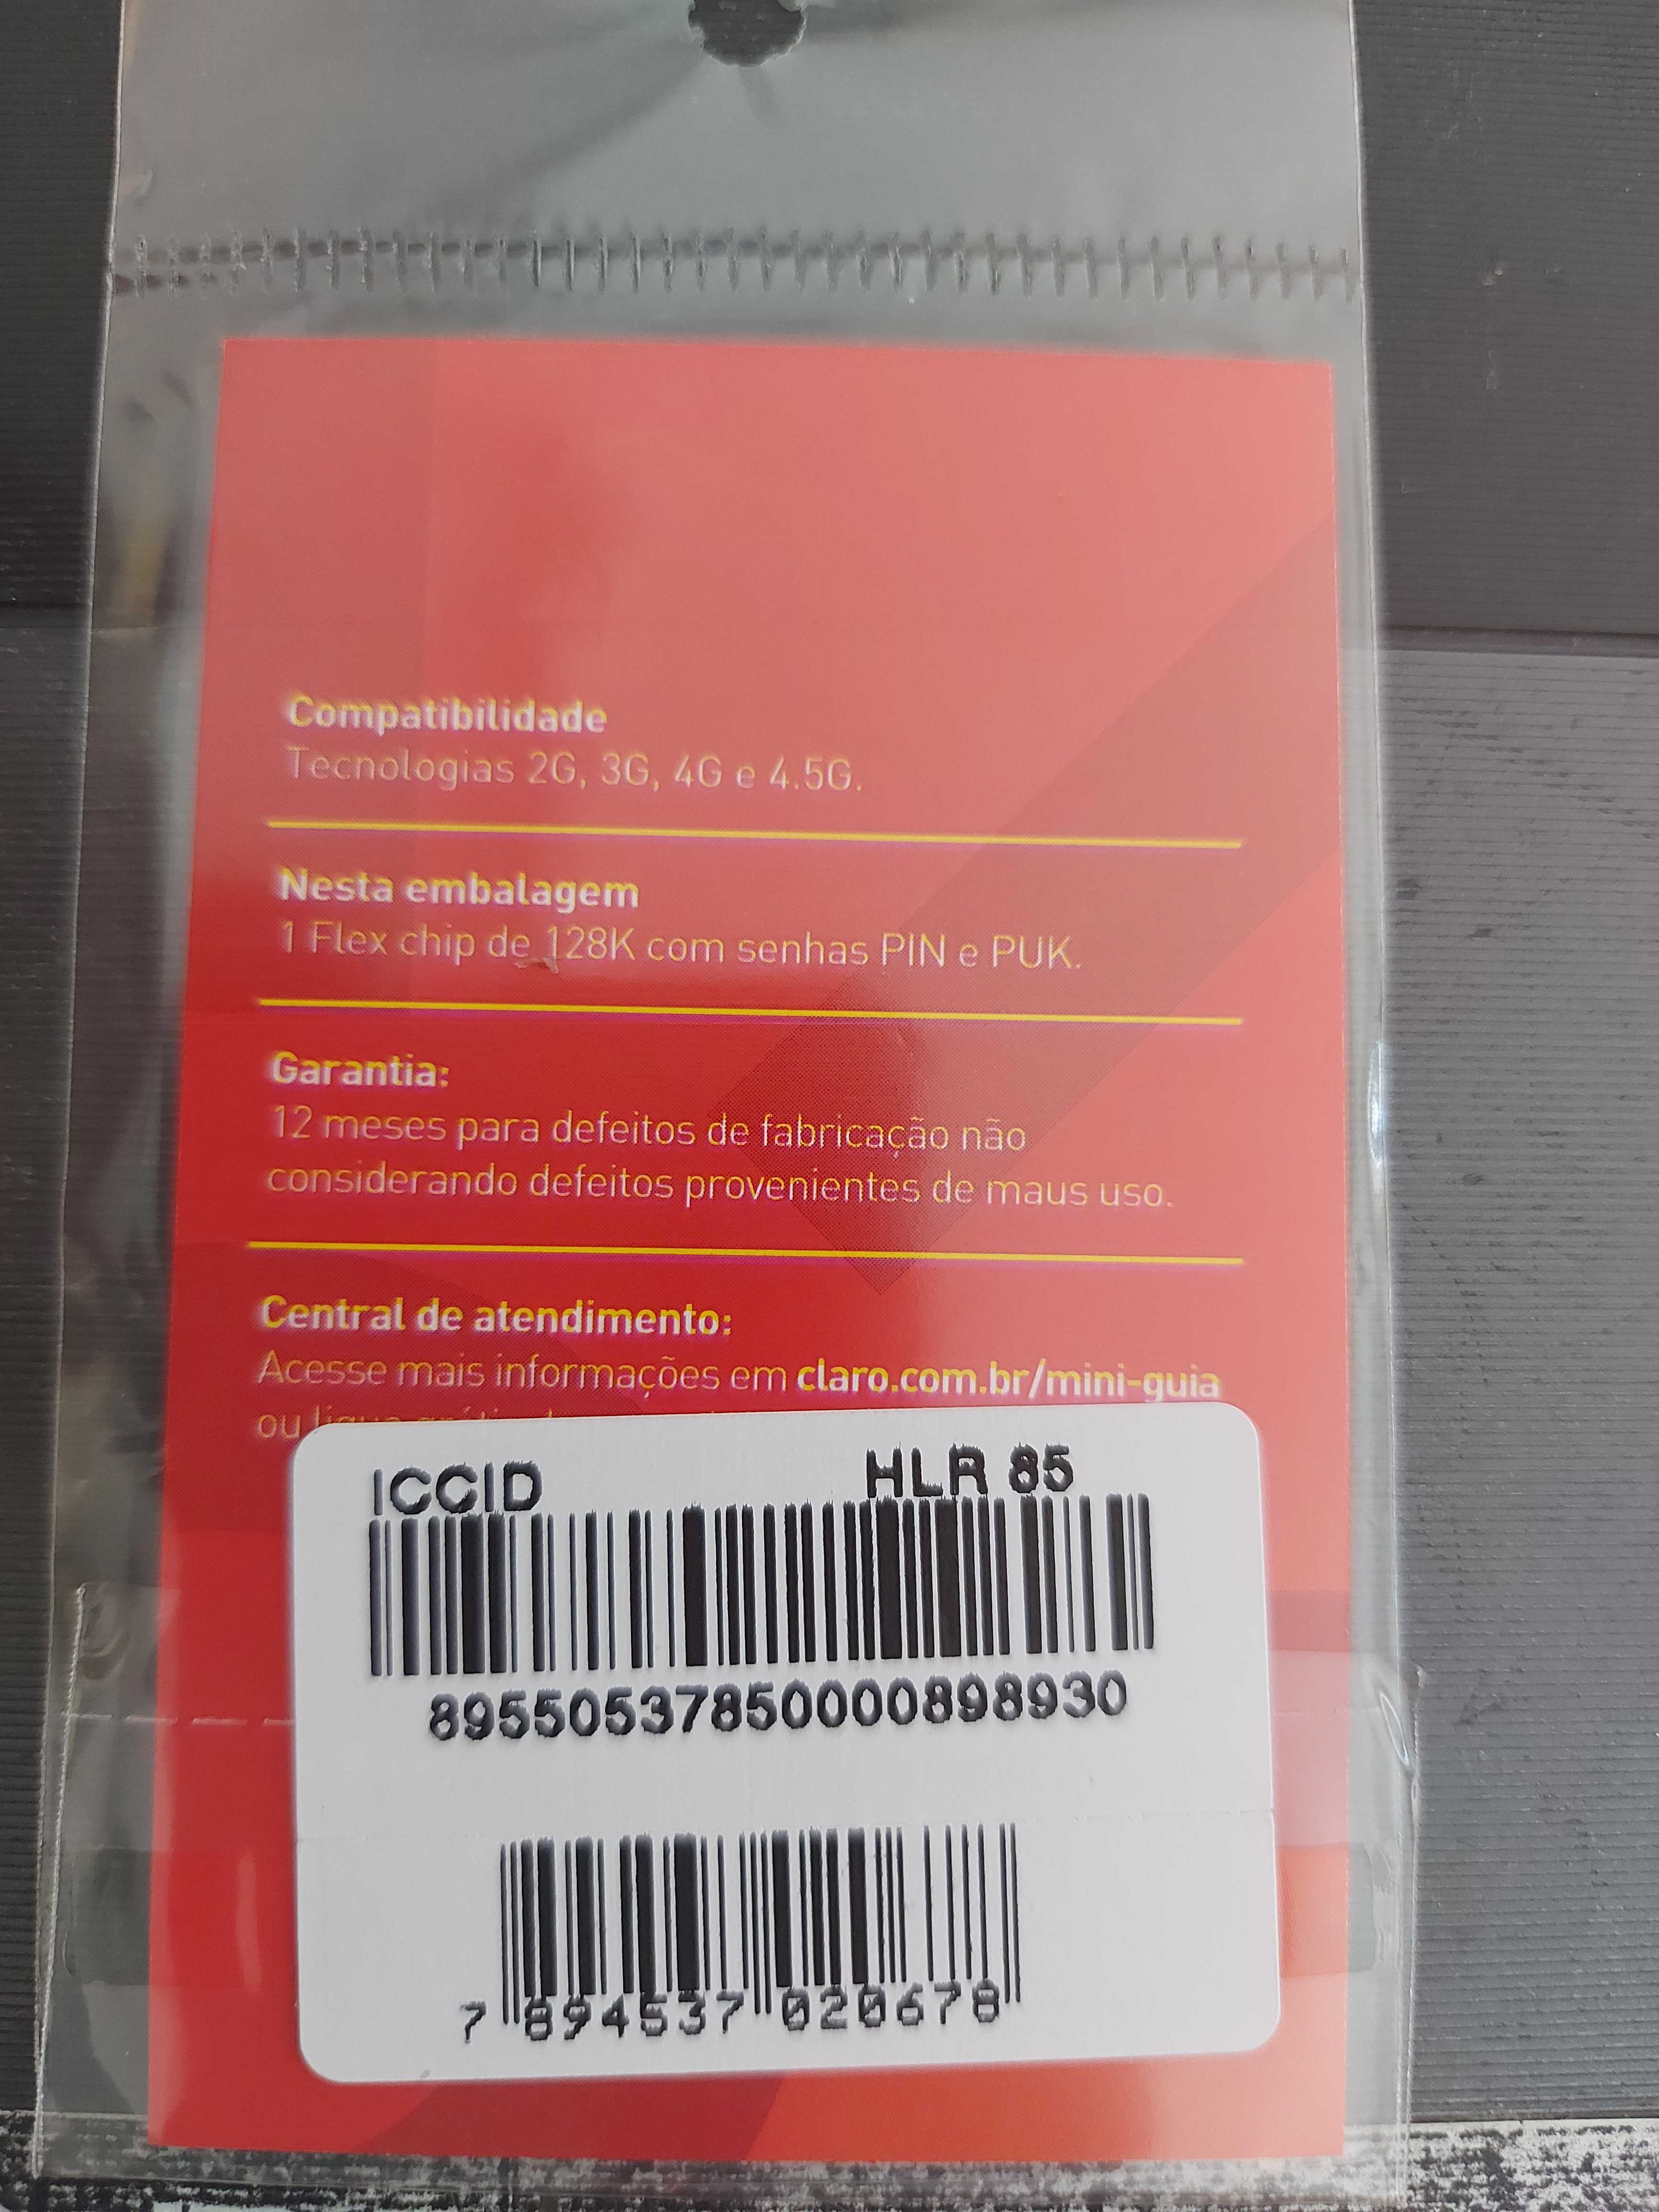 Compatibilidade
Tecnologias 2G, 3G, 4G e 4.5G.
Nesta embalagem
1 Flex chip de 128K com senhas PIN e PUK.
Garantia:
12 meses para defeitos de fabricação não
considerando defeitos provenientes de maus uso.
Central de atendimento:
Acesse mais informações em claro.com.br/mini-guia
ou
ICCID HLR 85
89550537850000898930
7 894537 020678